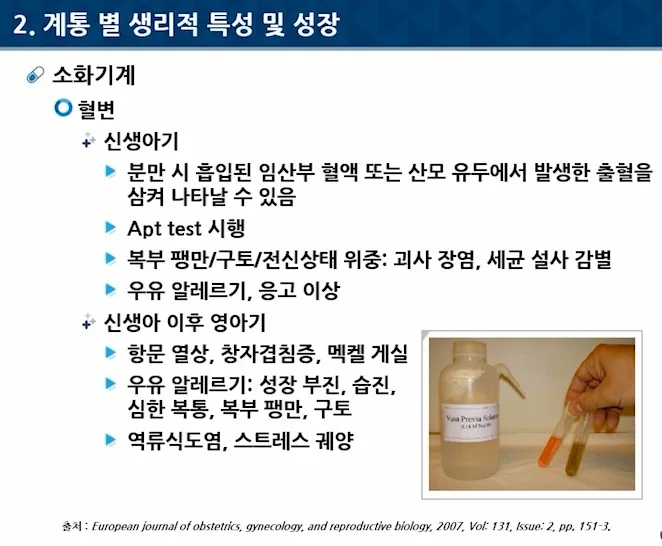 2. 계통 별 생리적 특성 및 성장
소화기계
혈변
신생아기
분만 시 흡입된 임산부 혈액 또는 산모 유두에서 발생한 출혈을
삼켜 나타날 수 있음
Apt test 시행
복부 팽만/구토/전신상태 위중: 괴사 장염, 세균 설사 감별
우유 알레르기, 응고 이상
신생아 이후 영아기
항문 열상, 창자겹침증, 멕켈 게실
우유 알레르기: 성장 부진, 습진,
심한 복통, 복부 팽만, 구토
역류식도염, 스트레스 궤양
Vasa Previa Solution
0.14 M NaOH
출처 : European journal of obstetrics, gynecology, and reproductive biology, 2007, Vol: 131, Issue: 2, pp. 151-3.